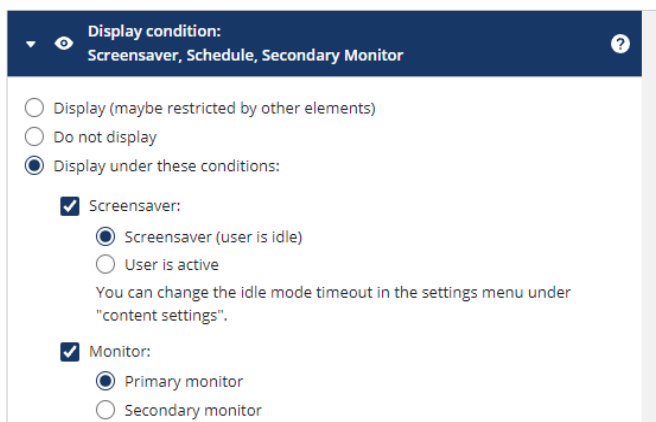 Display condition:
Screensaver, Schedule, Secondary Monitor
?
Display (maybe restricted by other elements)
Do not display
Display under these conditions:
Screensaver:
Screensaver (user is idle)
User is active
You can change the idle mode timeout in the settings menu under
"content settings".
Monitor:
Primary monitor
Secondary monitor